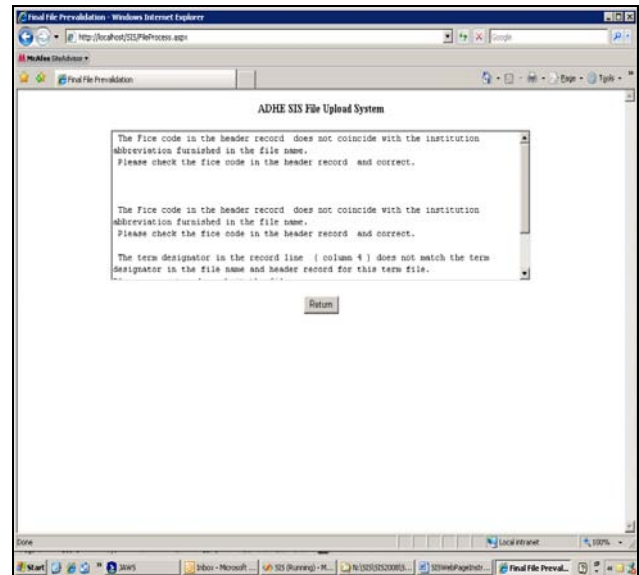 Final File Prevalidation - Windows Internet Explorer
http://localhost/SIS/FileProcess.aspx
Google
McAfee SiteAdvisor
Final File Prevalidation
Page
Tools
ADHE SIS File Upload System
The Fice code in the header record does not coincide with the institution
abbreviation furnished in the file name.
Please check the fice code in the header record and correct.
The Fice code in the header record does not coincide with the institution
abbreviation furnished in the file name.
Please check the fice code in the header record and correct.
The term designator in the record line ( column 4 ) does not match the term
designator in the file name and header record for this term file.
Return
Done
Local intranet
100%
Start
JAWS
Inbox - Microsoft ...
SIS (Running) - M...
Final File Preval...